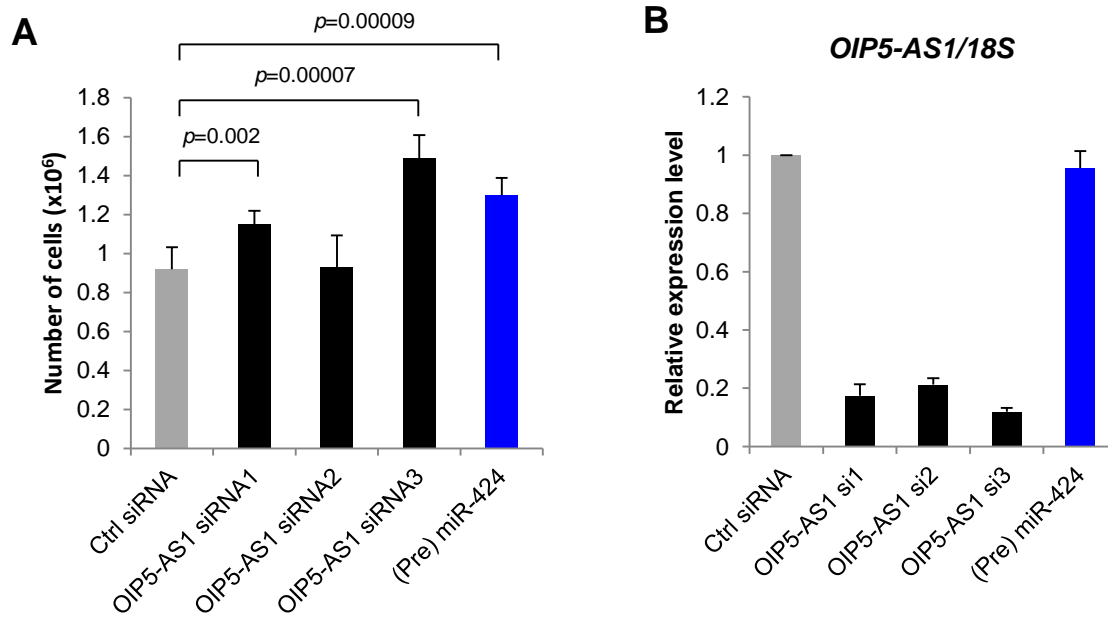 A
p=0.00009
p=0.00007
p=0.002
Number of cells (x10⁶)
1.8
1.6
1.4
1.2
1
0.8
0.6
0.4
0.2
0
Ctrl siRNA
OIP5-AS1 siRNA1
OIP5-AS1 siRNA2
OIP5-AS1 siRNA3
(Pre) miR-424
B
OIP5-AS1/18S
Relative expression level
1.2
1
0.8
0.6
0.4
0.2
0
Ctrl siRNA
OIP5-AS1 si1
OIP5-AS1 si2
OIP5-AS1 si3
(Pre) miR-424